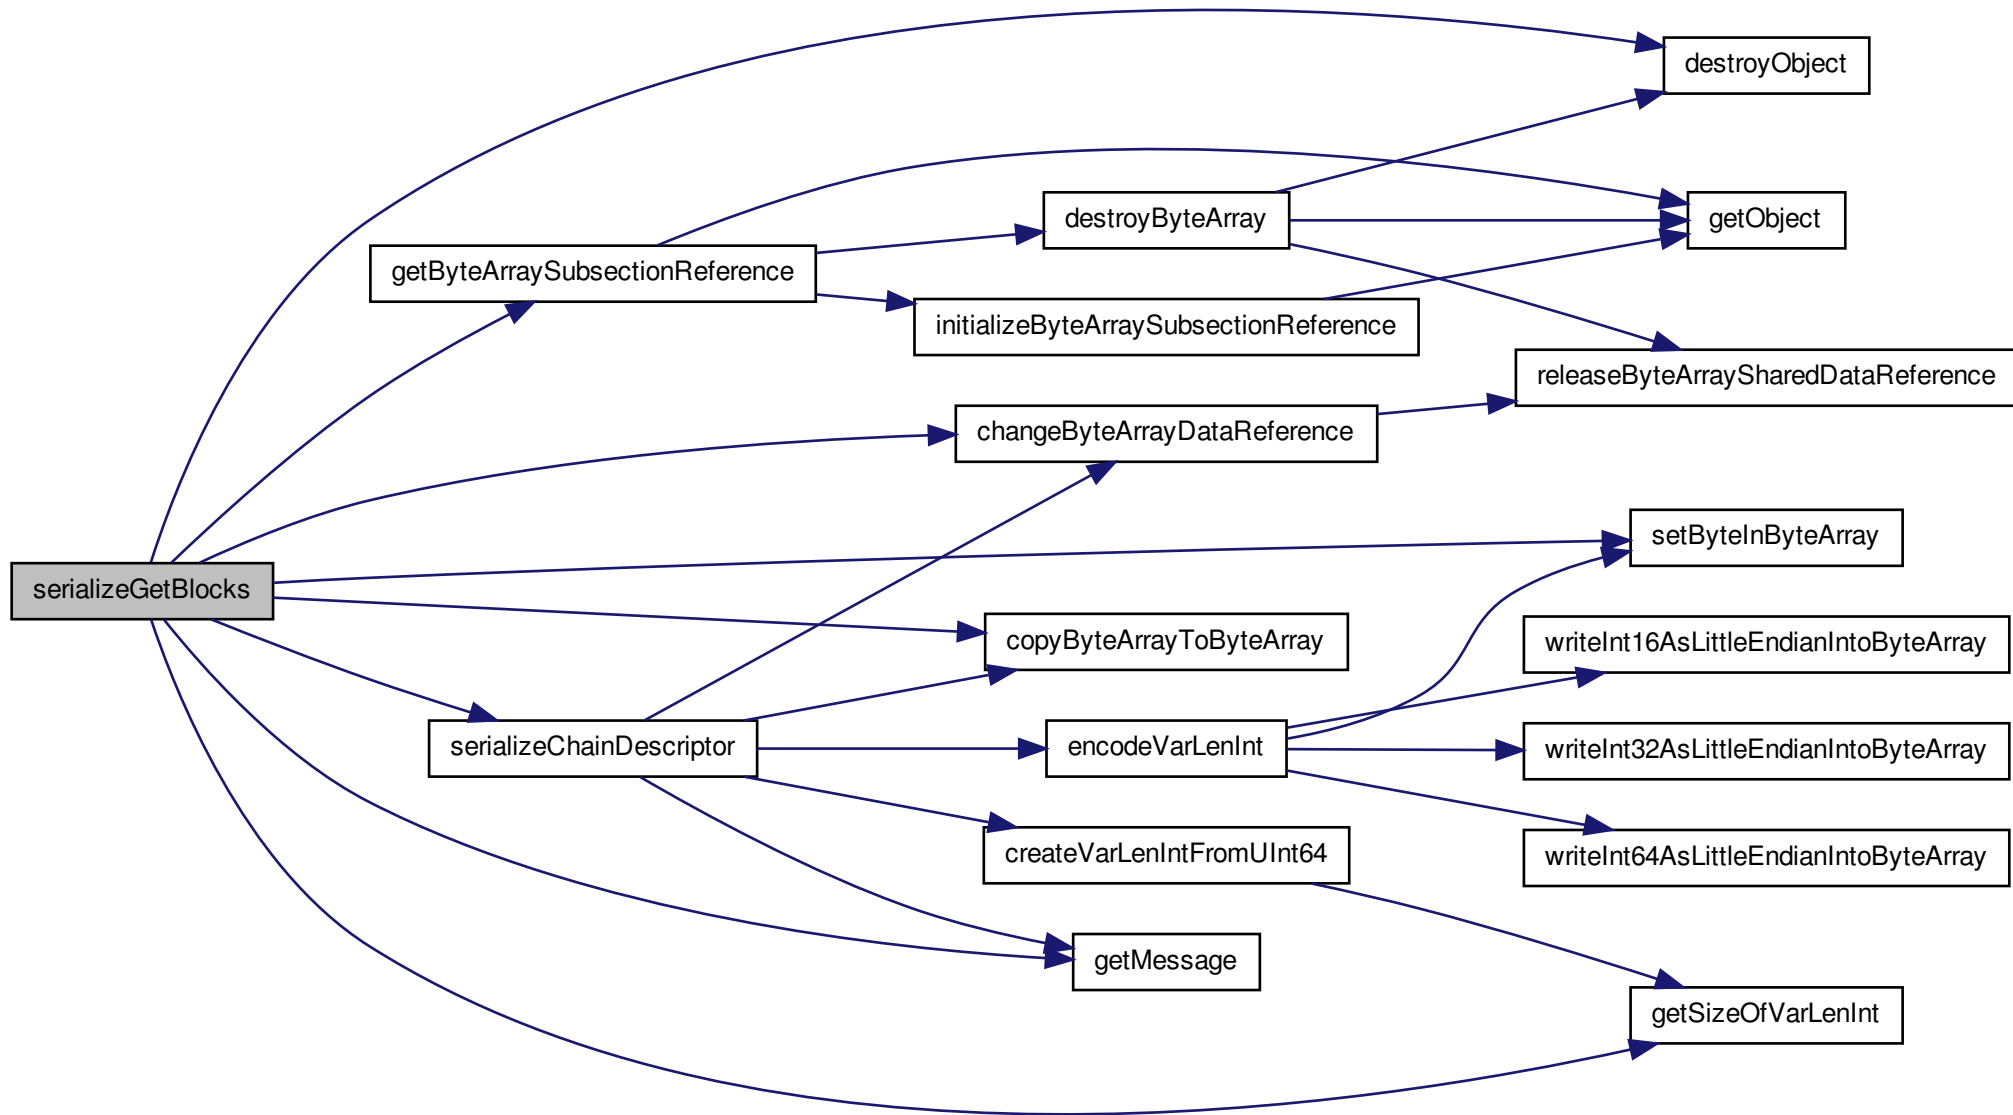 destroyObject
destroyByteArray
getObject
getByteArraySubsectionReference
initializeByteArraySubsectionReference
releaseByteArraySharedDataReference
changeByteArrayDataReference
setByteInByteArray
serializeGetBlocks
copyByteArrayToByteArray
writeInt16AsLittleEndianIntoByteArray
serializeChainDescriptor
encodeVarLenInt
writeInt32AsLittleEndianIntoByteArray
createVarLenIntFromUInt64
writeInt64AsLittleEndianIntoByteArray
getMessage
getSizeOfVarLenInt